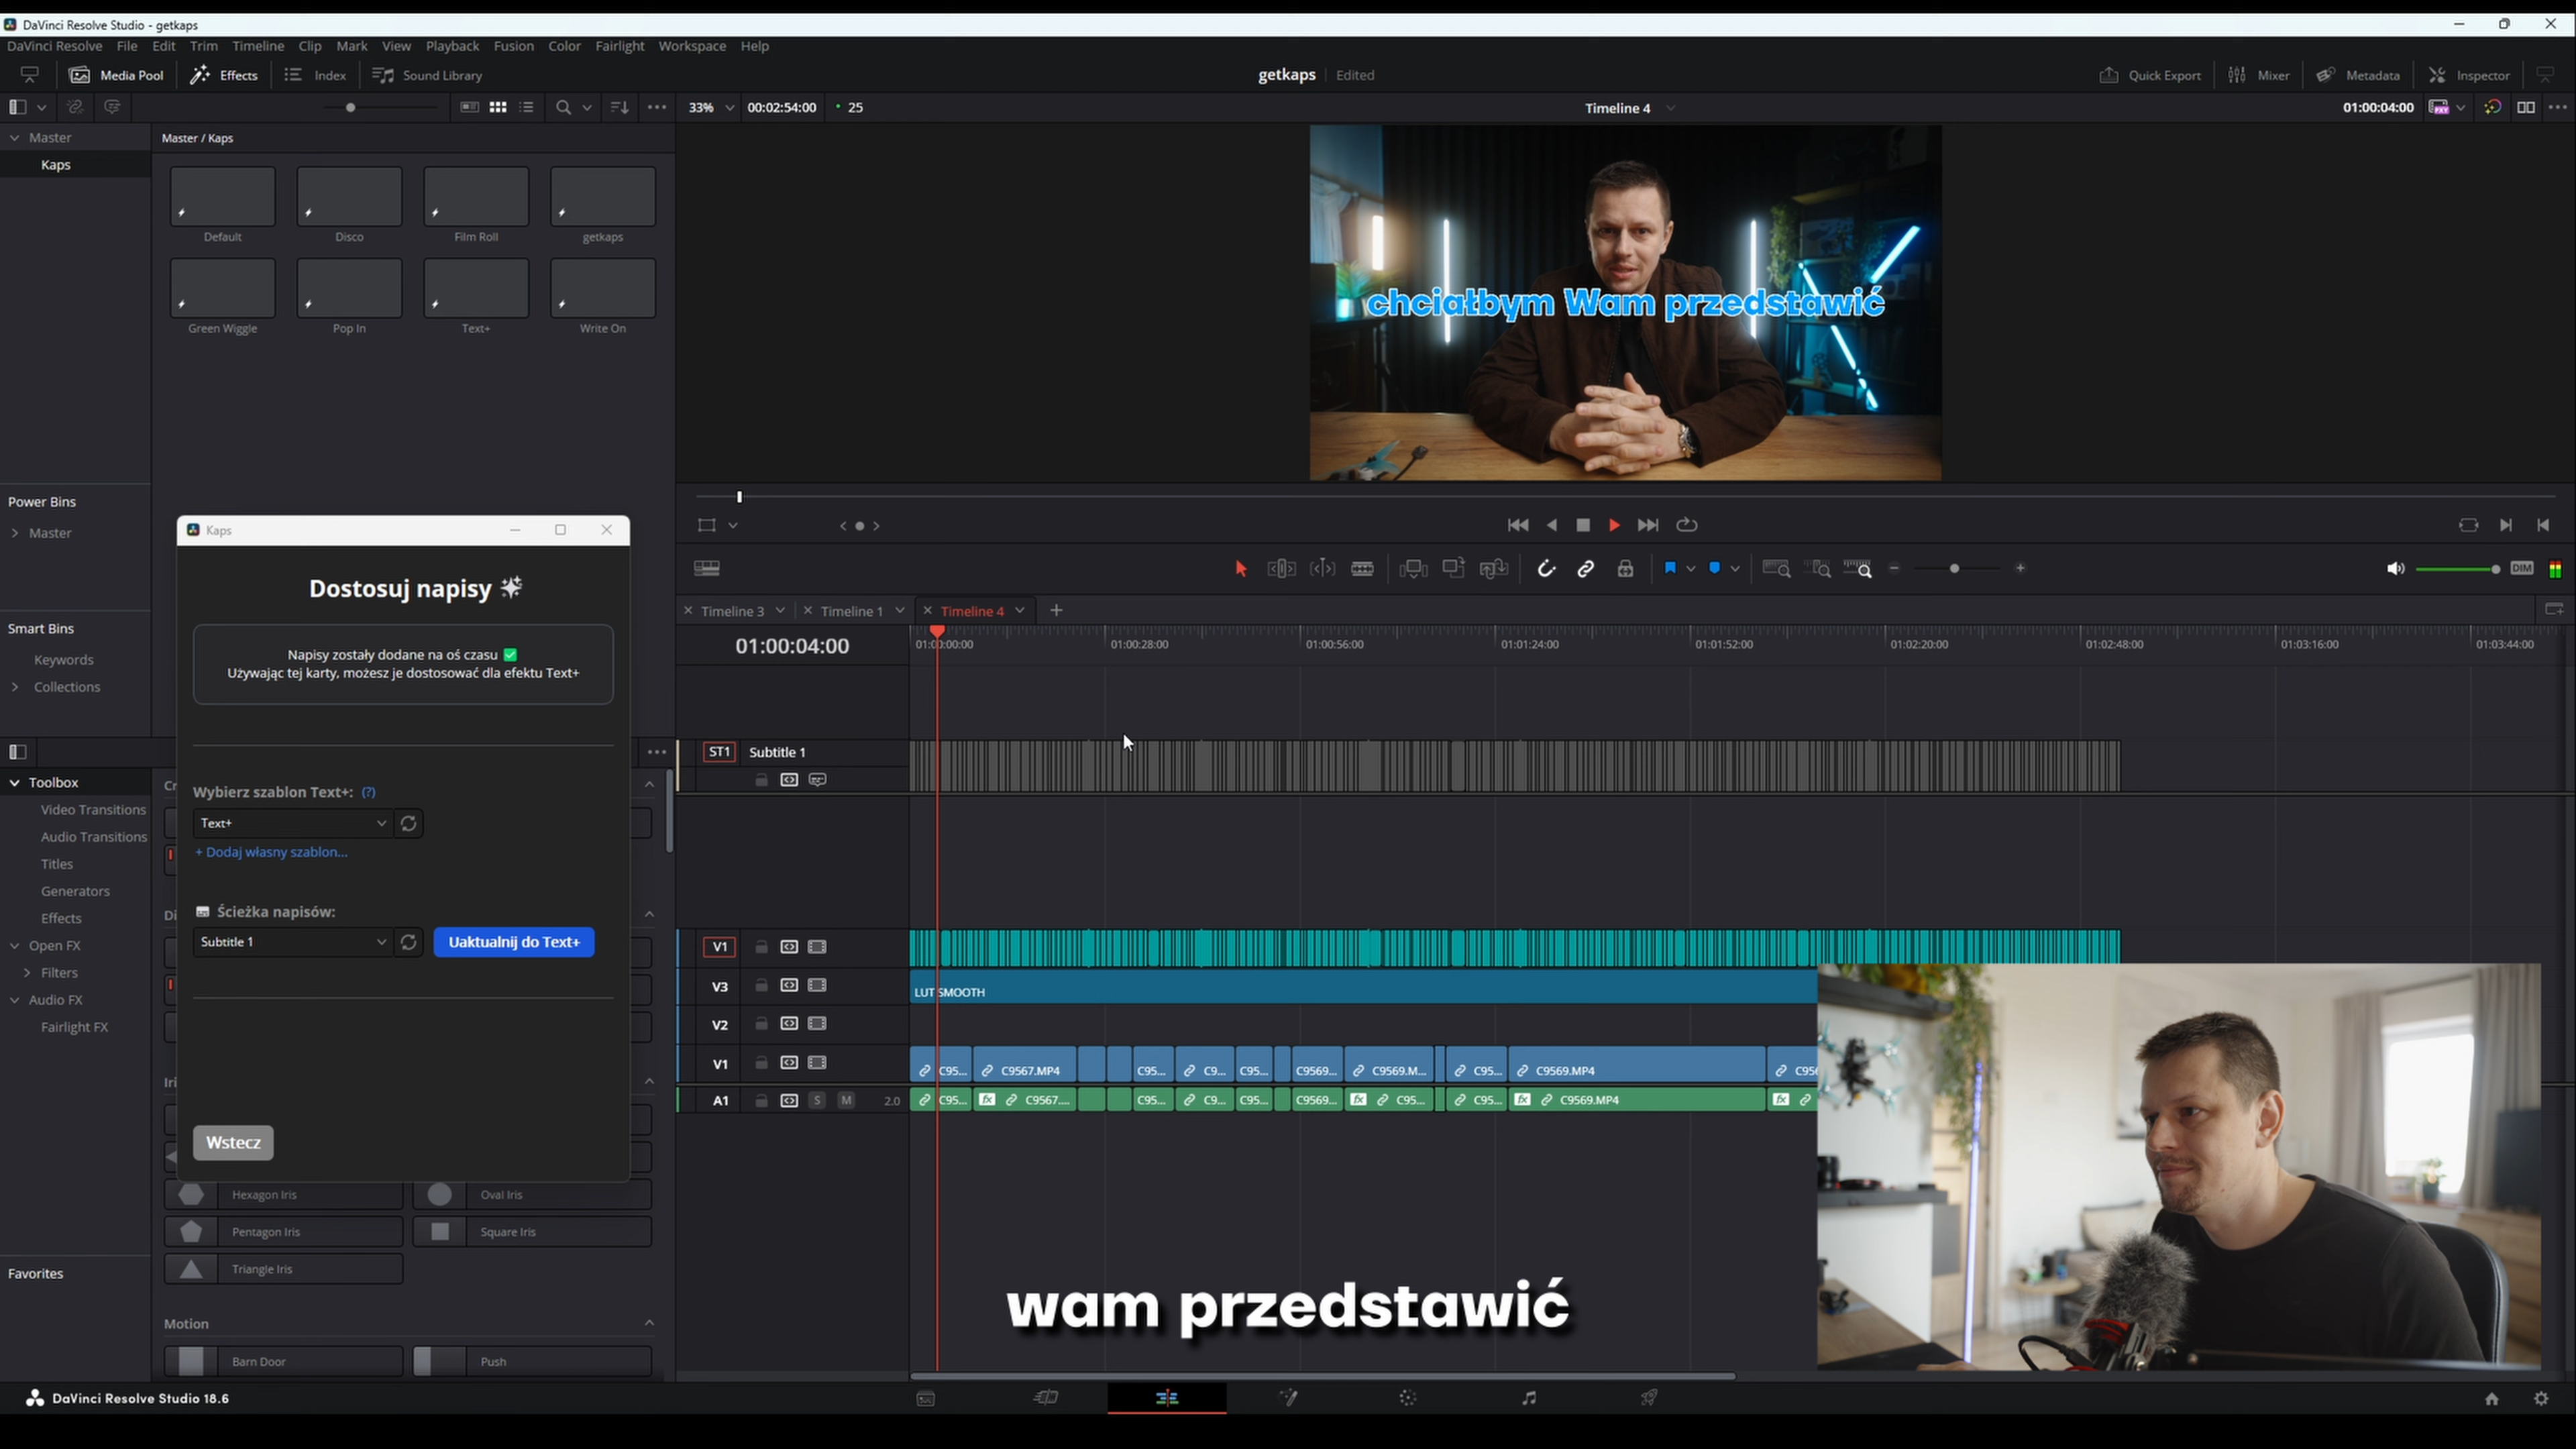 DaVinci Resolve Studio - getkaps
DaVinci Resolve File Edit Trim Timeline Clip Mark View Playback Fusion Color Fairlight Workspace Help
Media Pool Effects Index Sound Library
getkaps Edited
Quick Export Mixer Metadata Inspector
33% 00:02:54:00 25
Timeline 4
01:00:04:00
Master
Kaps
Master / Kaps
Default Disco Film Roll getkaps
Green Wiggle Pop In Text+ Write On
chciałbym Wam przedstawić
Power Bins
Master
Smart Bins
Keywords
Collections
Kaps
Dostosuj napisy
Napisy zostały dodane na oś czasu
Używając tej karty, możesz je dostosować dla efektu Text+
Wybierz szablon Text+: (?)
Text+
+ Dodaj własny szablon...
Ścieżka napisów:
Subtitle 1
Uaktualnij do Text+
Wstecz
Toolbox
Video Transitions
Audio Transitions
Titles
Generators
Effects
Open FX
Filters
Audio FX
Fairlight FX
Favorites
Hexagon Iris Oval Iris
Pentagon Iris Square Iris
Triangle Iris
Motion
Barn Door Push
DIM
Timeline 3 Timeline 1 Timeline 4
01:00:04:00
01:00:00:00 01:00:28:00 01:00:56:00 01:01:24:00 01:01:52:00 01:02:20:00 01:02:48:00 01:03:16:00 01:03:44:00
ST1 Subtitle 1
V1
V3 LUT SMOOTH
V2
V1 C95... C9567.MP4 C95... C9... C95... C9569... C9569.M... C95... C9569.MP4 C956
A1 S M 2.0 C95... fx C9567.... C95... C9... C95... C9569... fx C95... C95... fx C9569.MP4 fx
wam przedstawić
DaVinci Resolve Studio 18.6